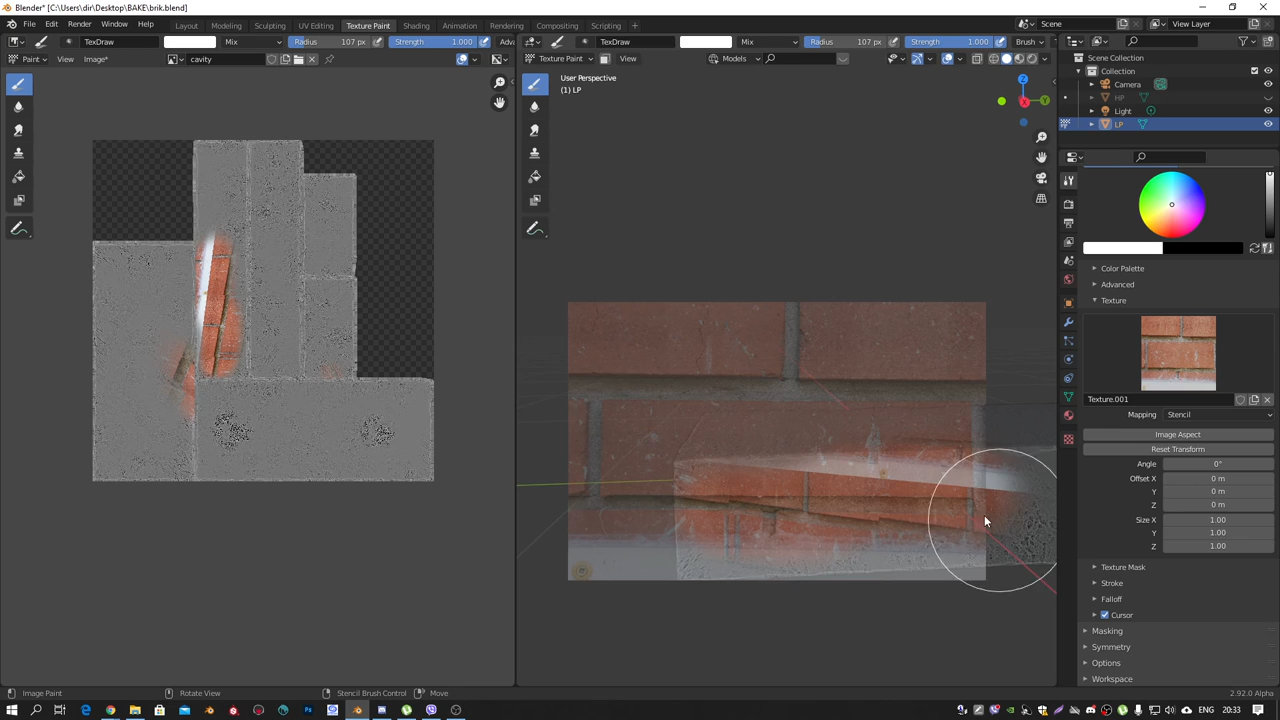 Blender* [C:\Users\dir\Desktop\BAKE\brik.blend]
File Edit Render Window Help Layout Modeling Sculpting UV Editing Texture Paint Shading Animation Rendering Compositing Scripting + Scene View Layer
TexDraw Mix Radius 107 px Strength 1.000 Adva
TexDraw Mix Radius 107 px Strength 1.000 Brush
Paint View Image* cavity
Texture Paint View Models
User Perspective
(1) LP
Scene Collection
Collection
Camera
HP
Light
LP
Color Palette
Advanced
Texture
Texture.001
Mapping Stencil
Image Aspect
Reset Transform
Angle 0°
Offset X 0 m
Y 0 m
Z 0 m
Size X 1.00
Y 1.00
Z 1.00
Texture Mask
Stroke
Falloff
Cursor
Masking
Symmetry
Options
Workspace
Image Paint Rotate View Stencil Brush Control Move 2.92.0 Alpha
ENG 20:33